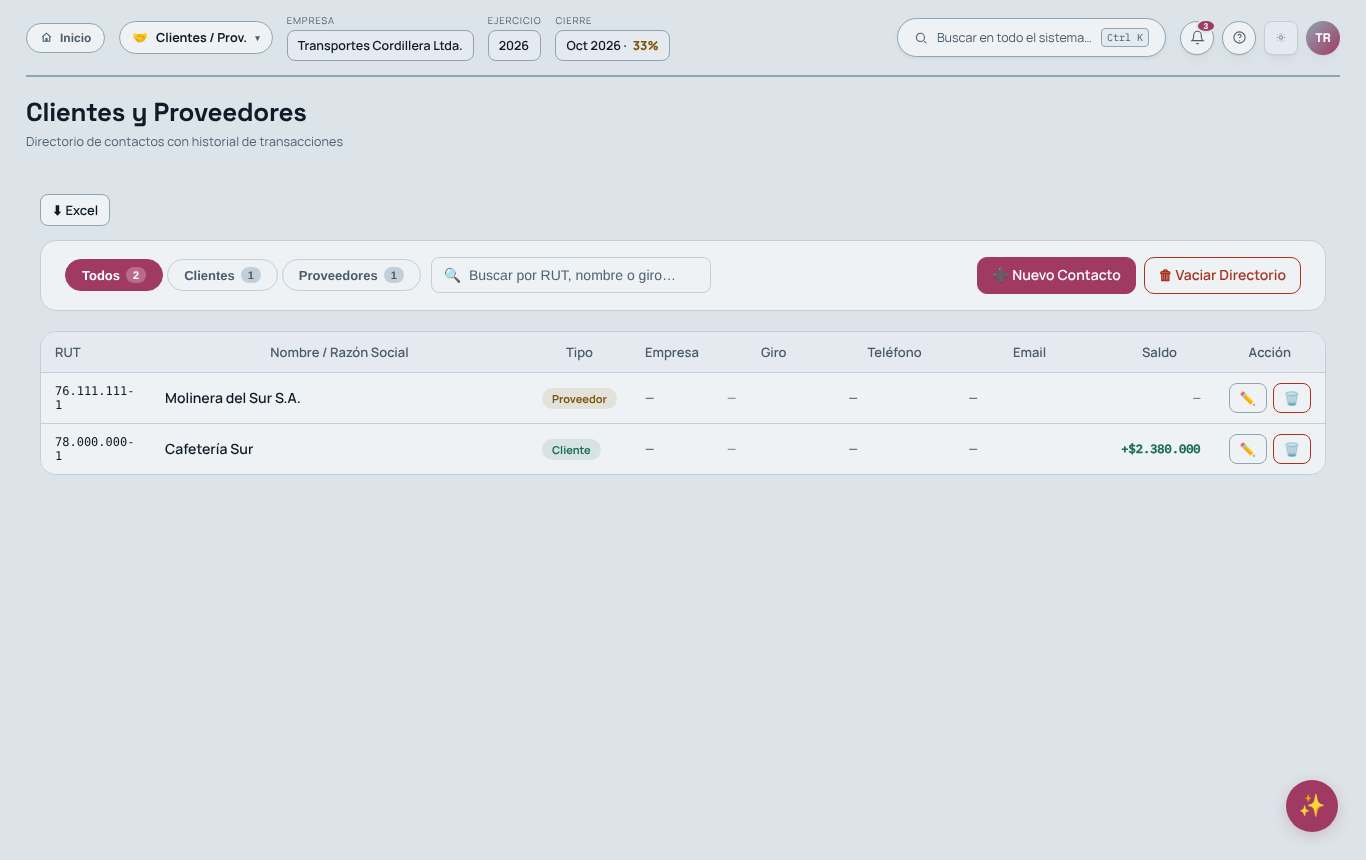 Inicio
Clientes / Prov.
EMPRESA
Transportes Cordillera Ltda.
EJERCICIO
2026
CIERRE
Oct 2026 · 33%
Buscar en todo el sistema… Ctrl K
3
TR
Clientes y Proveedores
Directorio de contactos con historial de transacciones
Excel
Todos 2
Clientes 1
Proveedores 1
Buscar por RUT, nombre o giro…
Nuevo Contacto
Vaciar Directorio
RUT Nombre / Razón Social Tipo Empresa Giro Teléfono Email Saldo Acción
76.111.111-
1
Molinera del Sur S.A. Proveedor — — — — —
78.000.000-
1
Cafetería Sur Cliente — — — — +$2.380.000